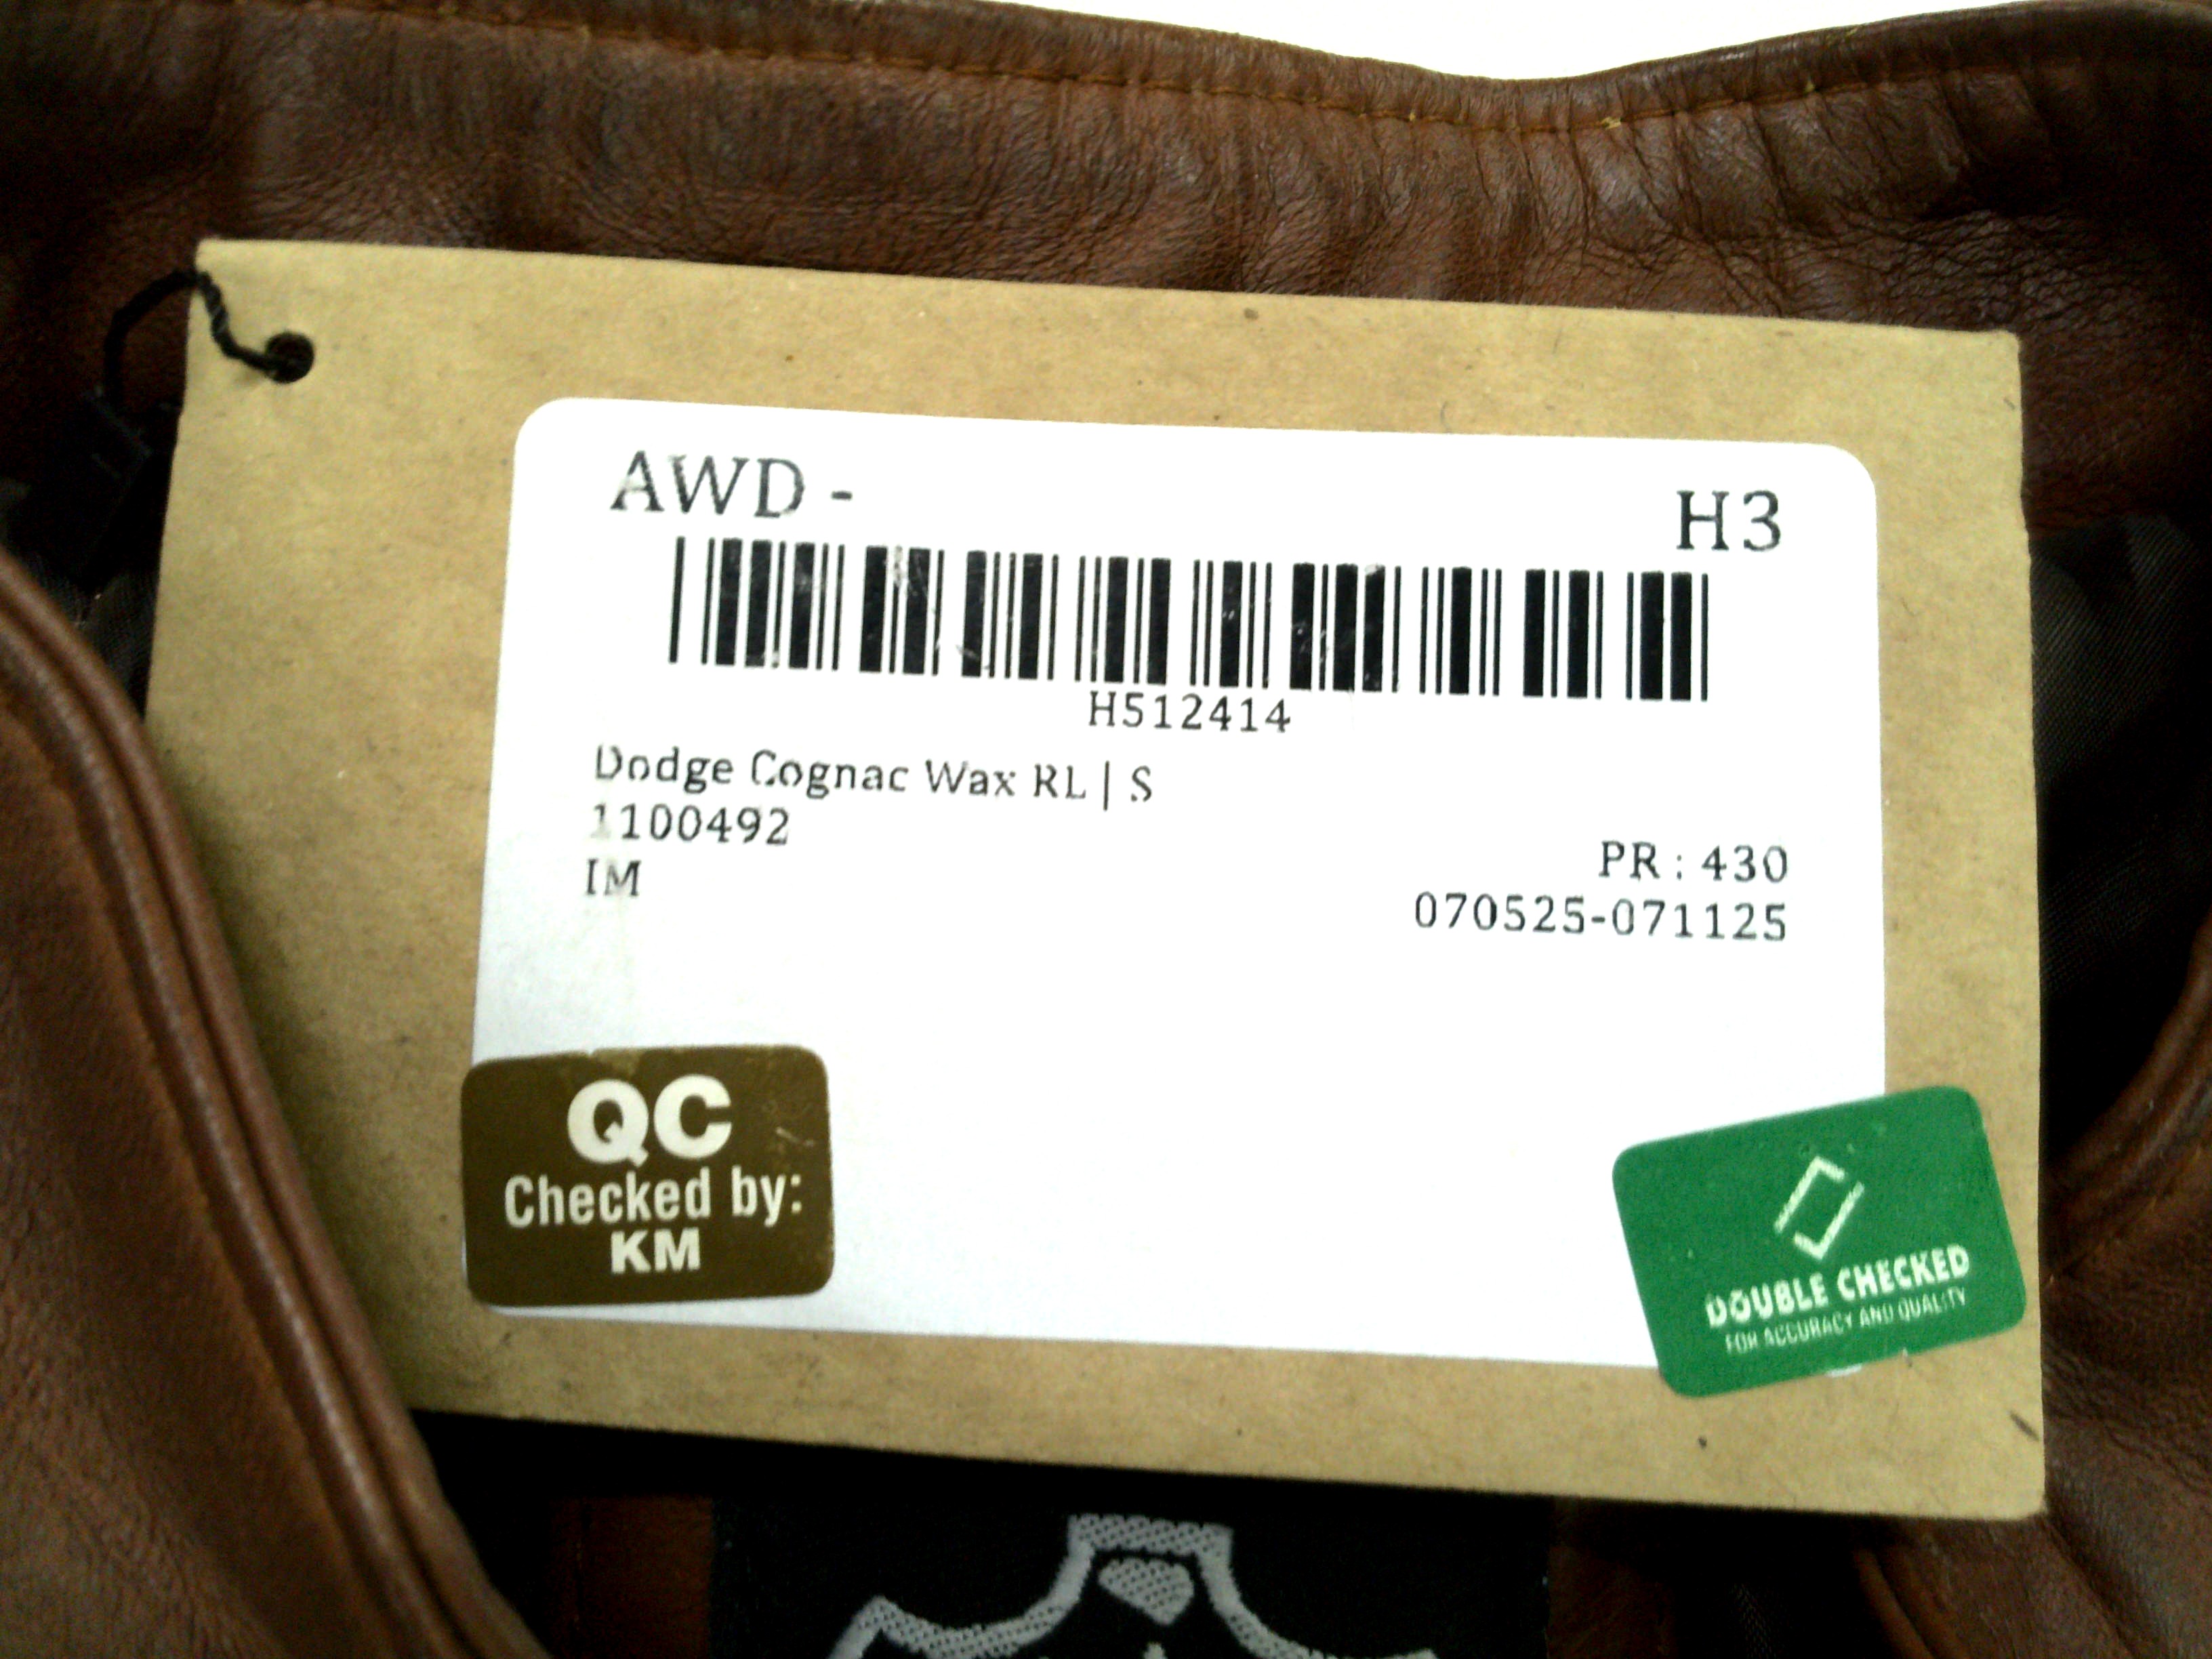 AWD - H3
H512414
Dodge Cognac Wax RL | S
1100492
IM
PR : 430
070525-071125
QC
Checked by:
KM
DOUBLE CHECKED
FOR ACCURACY AND QUALITY